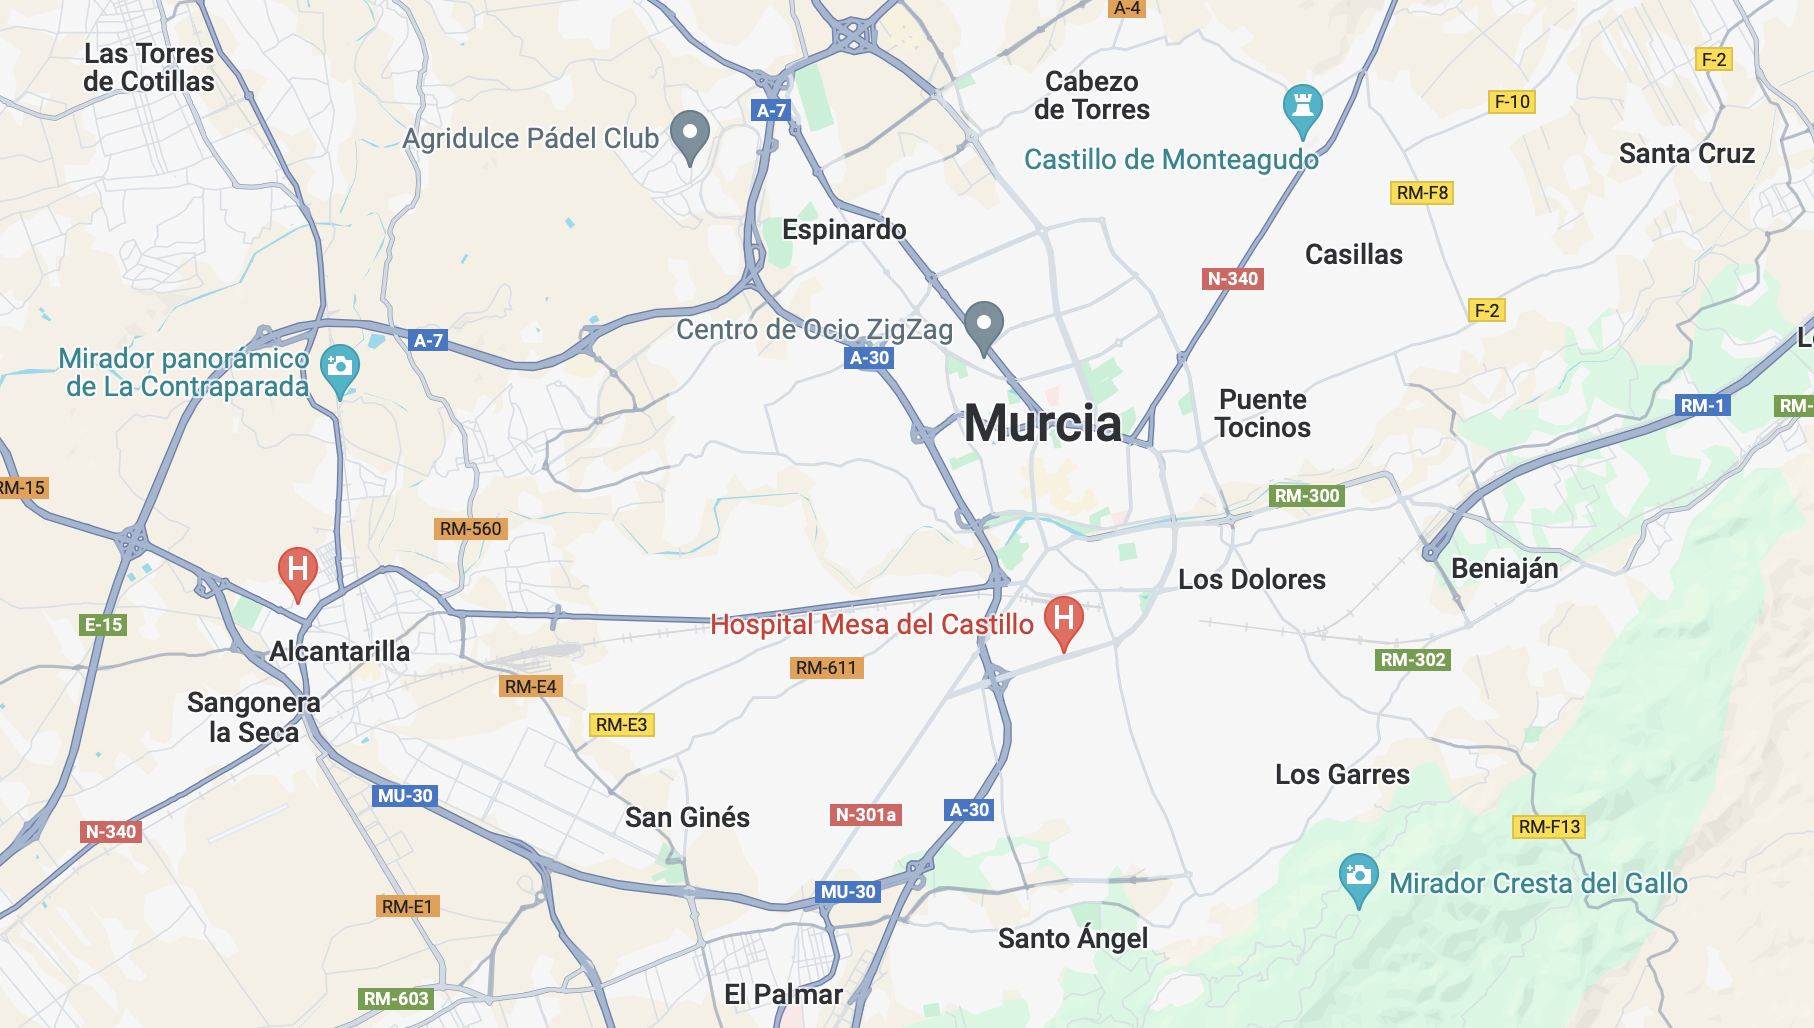 A-4
Las Torres
de Cotillas
F-2
Cabezo
de Torres
F-10
A-7
Agridulce Pádel Club
Castillo de Monteagudo
Santa Cruz
RM-F8
Espinardo
Casillas
N-340
F-2
Centro de Ocio ZigZag
A-7
A-30
Mirador panorámico
de La Contraparada
Murcia
Puente
Tocinos
RM-1
RM-
RM-15
RM-300
RM-560
Beniaján
Los Dolores
E-15
Hospital Mesa del Castillo
Alcantarilla
RM-302
RM-611
RM-E4
Sangonera
la Seca
RM-E3
Los Garres
MU-30
San Ginés
N-301a
A-30
RM-F13
N-340
Mirador Cresta del Gallo
MU-30
RM-E1
Santo Ángel
El Palmar
RM-603